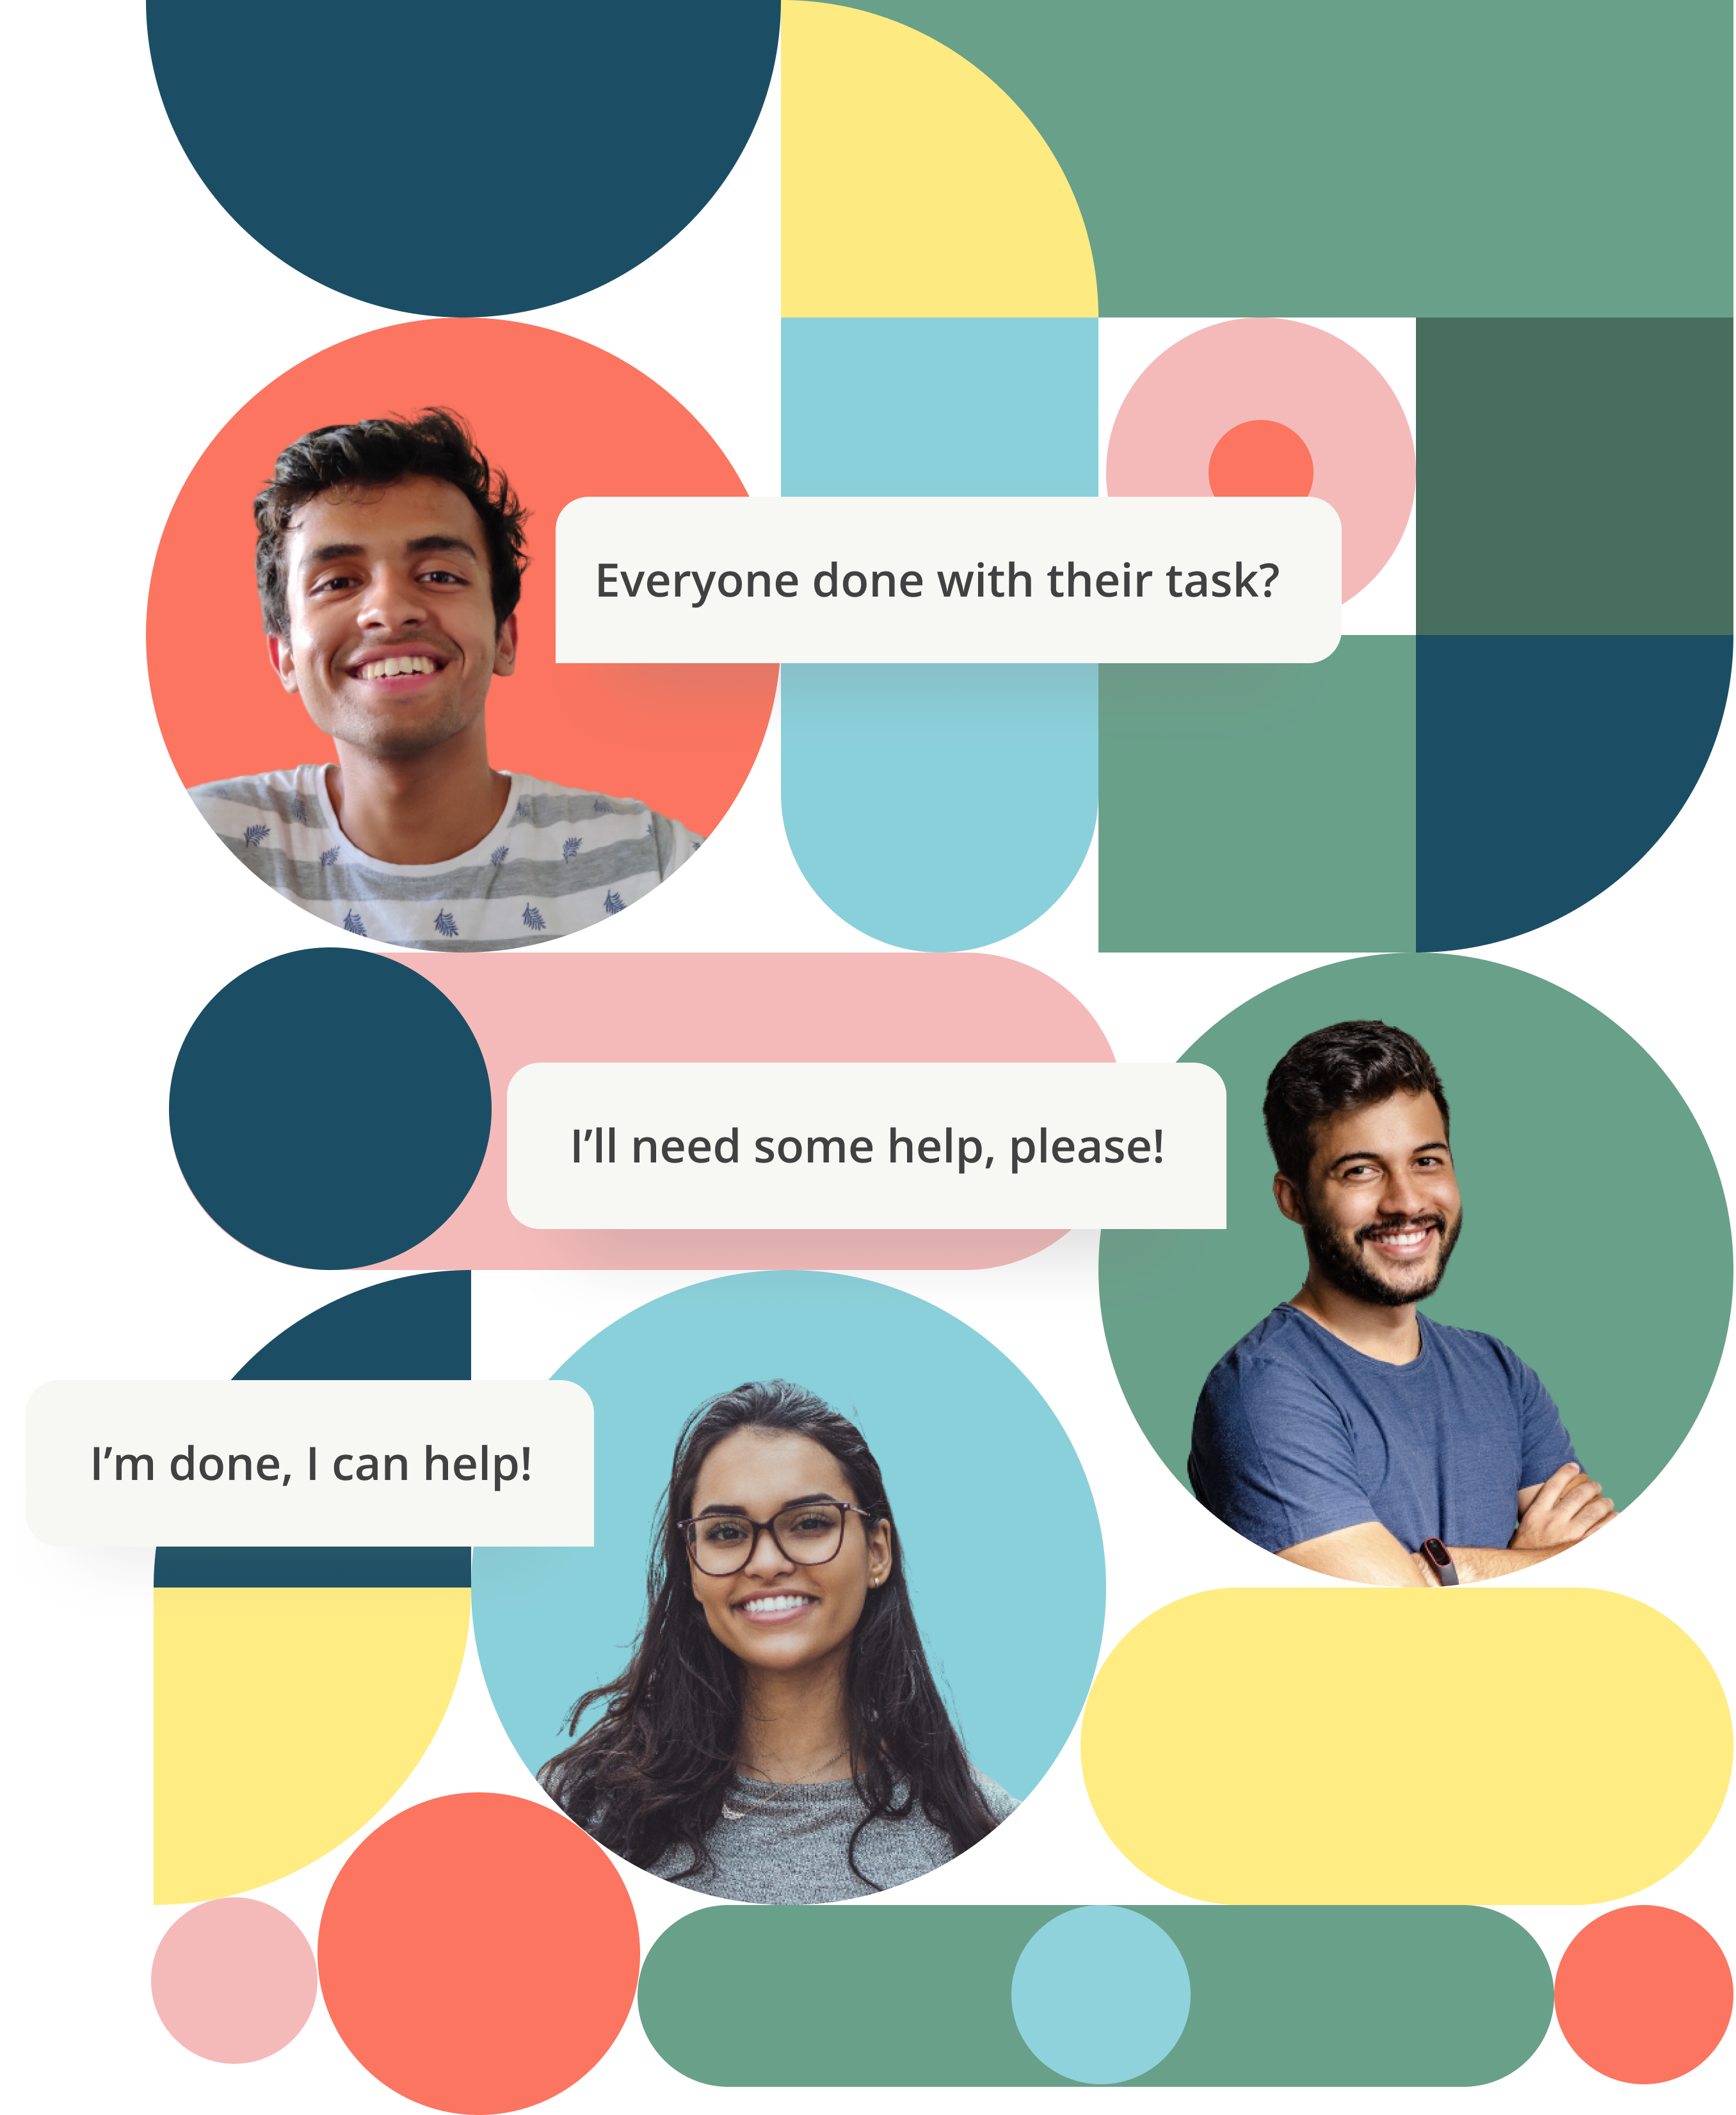 Everyone done with their task?
I’ll need some help, please!
I’m done, I can help!